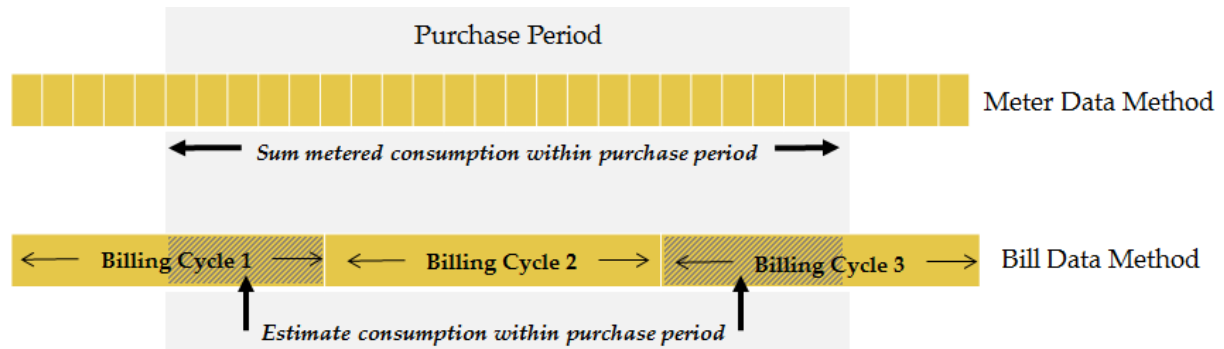 Purchase Period
Meter Data Method
Sum metered consumption within purchase period
Billing Cycle 1
Billing Cycle 2
Billing Cycle 3
Bill Data Method
Estimate consumption within purchase period